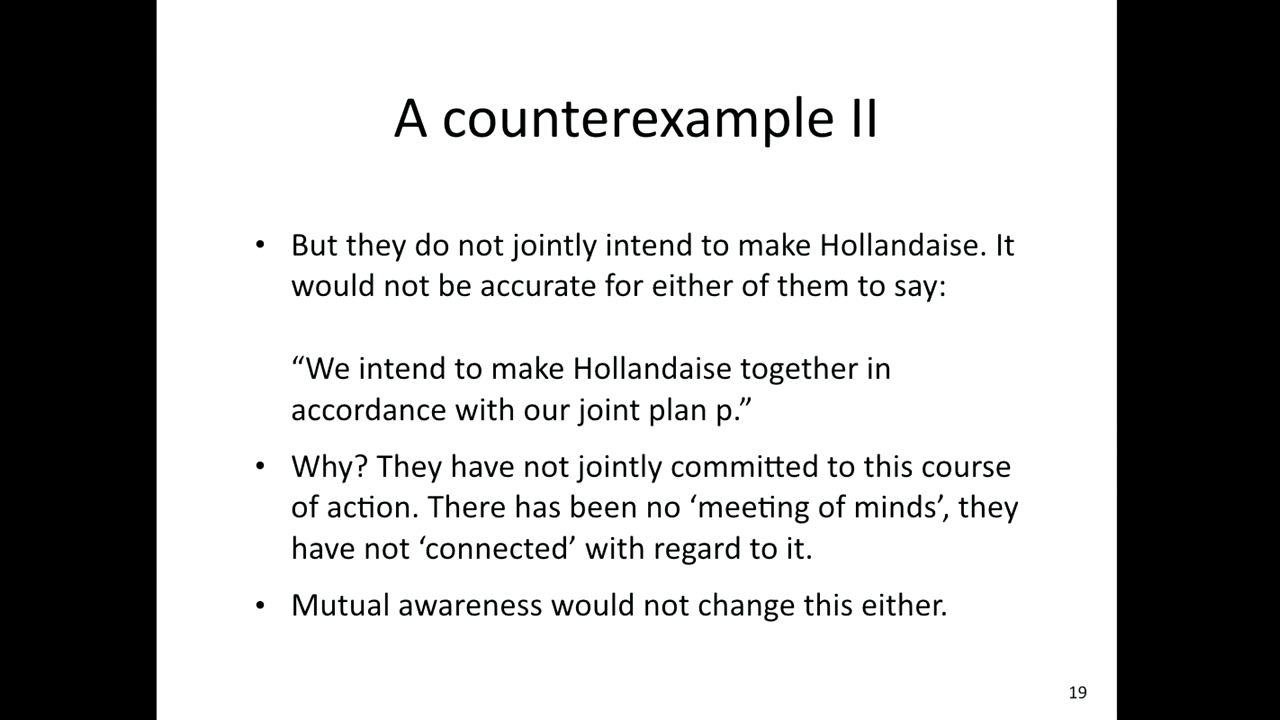 A counterexample II
• But they do not jointly intend to make Hollandaise. It
would not be accurate for either of them to say:
“We intend to make Hollandaise together in
accordance with our joint plan p.”
• Why? They have not jointly committed to this course
of action. There has been no ‘meeting of minds’, they
have not ‘connected’ with regard to it.
• Mutual awareness would not change this either.
19